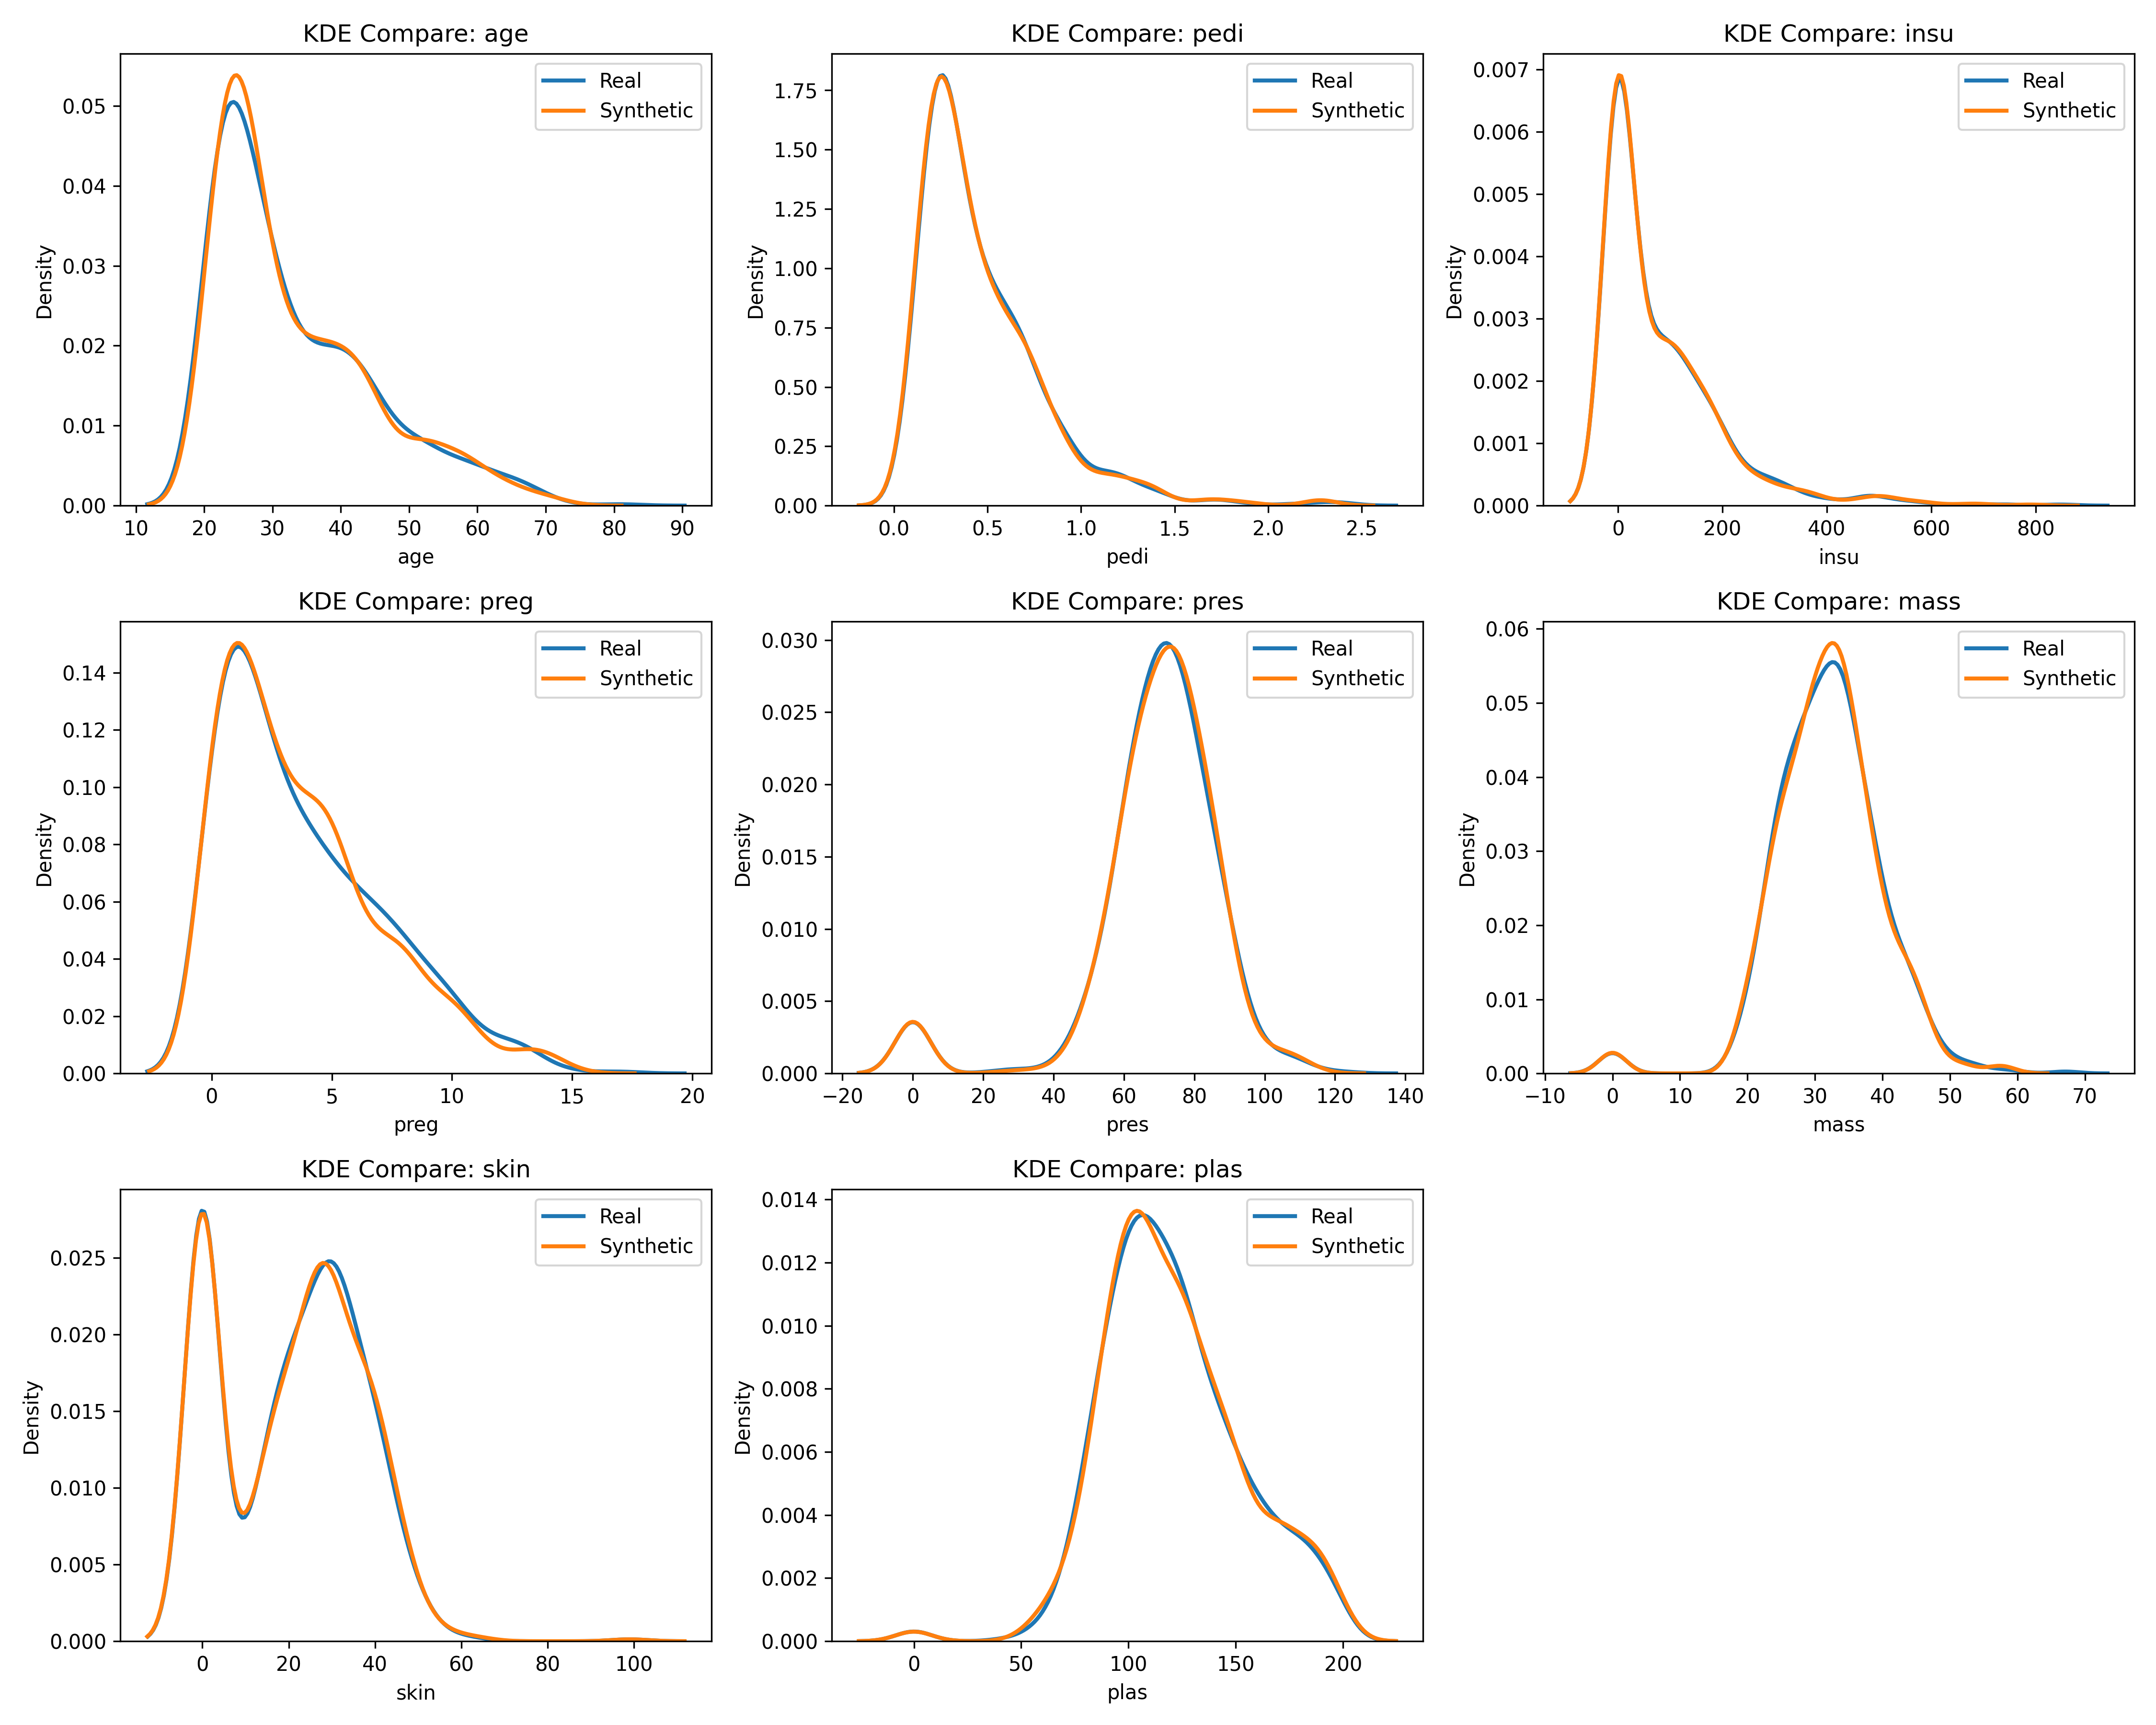 KDE Compare: age
Real
Synthetic
0.05
0.04
0.03
0.02
0.01
0.00
Density
10 20 30 40 50 60 70 80 90
age
KDE Compare: pedi
Real
Synthetic
1.75
1.50
1.25
1.00
0.75
0.50
0.25
0.00
Density
0.0 0.5 1.0 1.5 2.0 2.5
pedi
KDE Compare: insu
Real
Synthetic
0.007
0.006
0.005
0.004
0.003
0.002
0.001
0.000
Density
0 200 400 600 800
insu
KDE Compare: preg
Real
Synthetic
0.14
0.12
0.10
0.08
0.06
0.04
0.02
0.00
Density
0 5 10 15 20
preg
KDE Compare: pres
Real
Synthetic
0.030
0.025
0.020
0.015
0.010
0.005
0.000
Density
−20 0 20 40 60 80 100 120 140
pres
KDE Compare: mass
Real
Synthetic
0.06
0.05
0.04
0.03
0.02
0.01
0.00
Density
−10 0 10 20 30 40 50 60 70
mass
KDE Compare: skin
Real
Synthetic
0.025
0.020
0.015
0.010
0.005
0.000
Density
0 20 40 60 80 100
skin
KDE Compare: plas
Real
Synthetic
0.014
0.012
0.010
0.008
0.006
0.004
0.002
0.000
Density
0 50 100 150 200
plas